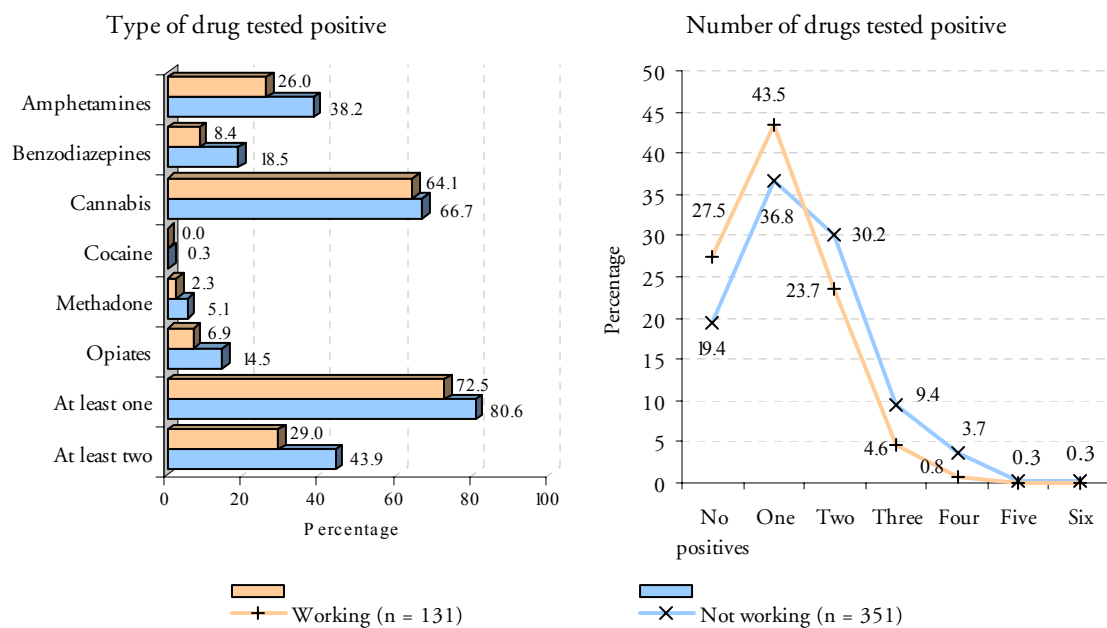 Type of drug tested positive
Amphetamines
Benzodiazepines
Cannabis
Cocaine
Methadone
Opiates
At least one
At least two
26.0
38.2
8.4
18.5
64.1
66.7
0.0
0.3
2.3
5.1
6.9
14.5
72.5
80.6
29.0
43.9
0 20 40 60 80 100
Percentage
Number of drugs tested positive
Percentage
50
45
40
35
30
25
20
15
10
5
0
43.5
27.5
36.8
30.2
23.7
19.4
9.4
4.6
3.7
0.8
0.3
0.3
No positives
One
Two
Three
Four
Five
Six
Working (n = 131)
Not working (n = 351)